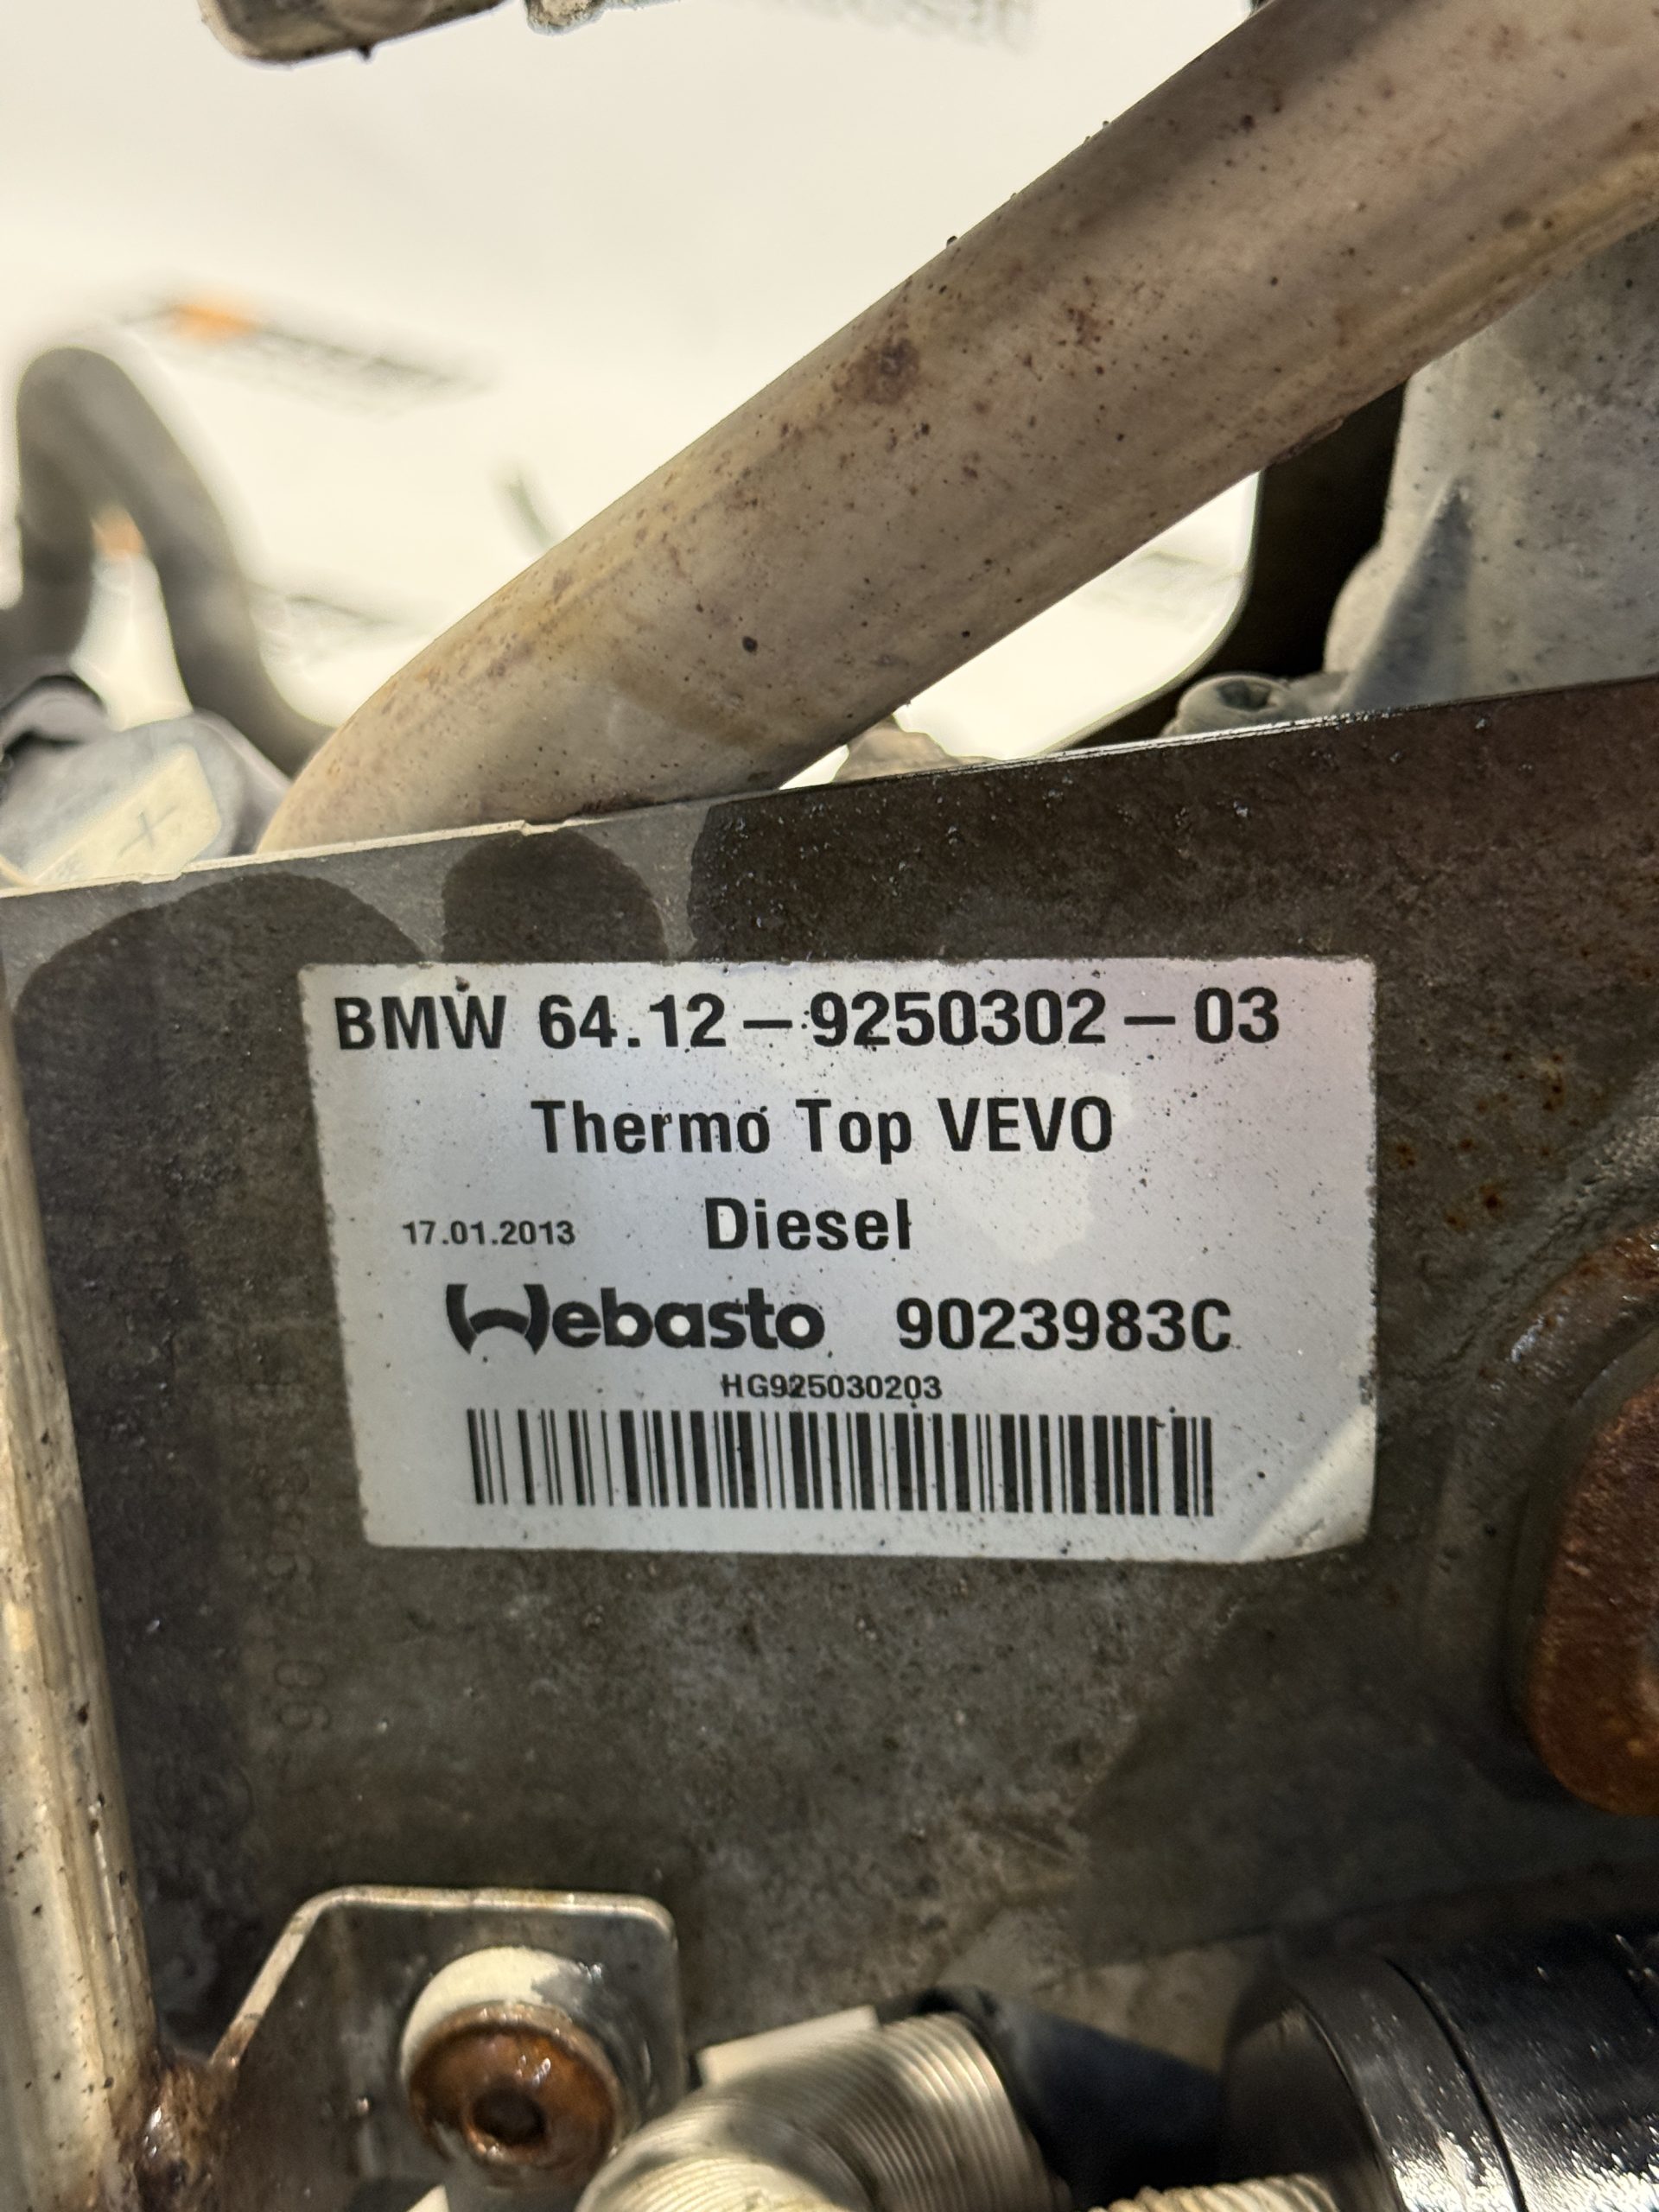 BMW 64.12-9250302-03
Thermo Top VEVO
17.01.2013 Diesel
Webasto 9023983C
HG925030203